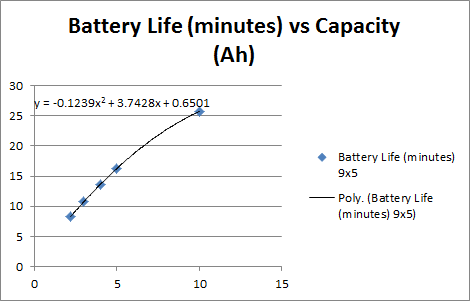 Battery Life (minutes) vs Capacity
(Ah)
30
y = -0.1239x² + 3.7428x + 0.6501
25
20
15
10
5
0
0 5 10 15
Battery Life (minutes)
9x5
Poly. (Battery Life
(minutes) 9x5)